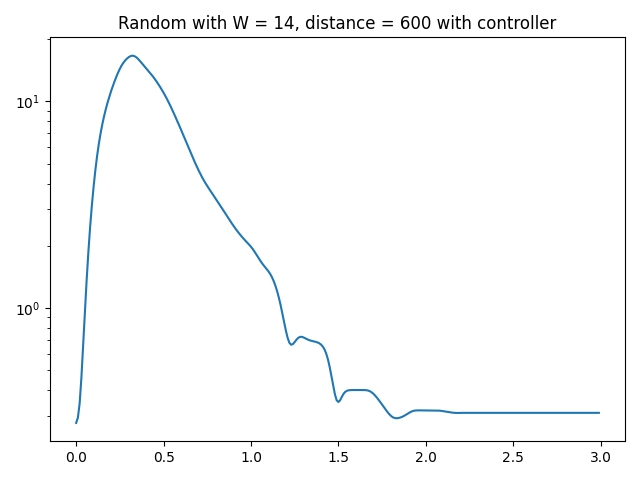 Random with W = 14, distance = 600 with controller
10¹
10⁰
0.0 0.5 1.0 1.5 2.0 2.5 3.0